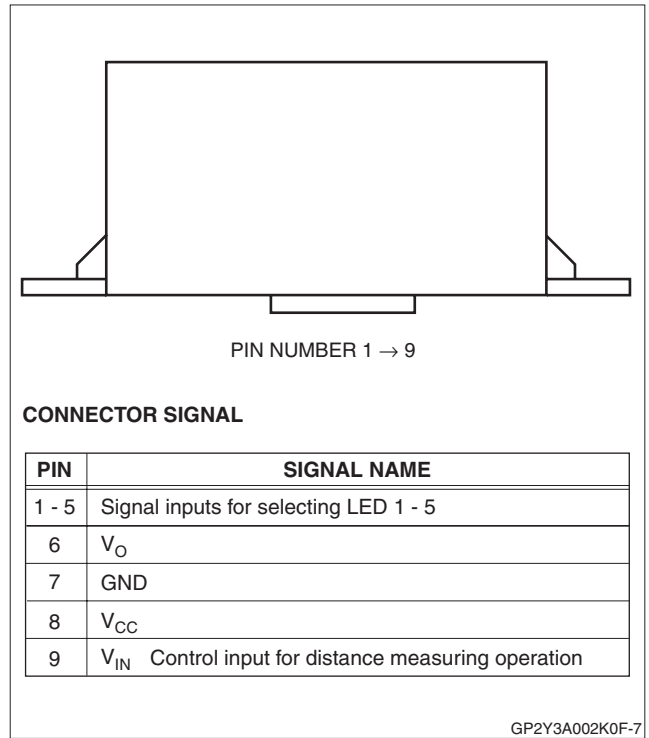 PIN NUMBER 1 → 9
CONNECTOR SIGNAL
PIN SIGNAL NAME
1 - 5 Signal inputs for selecting LED 1 - 5
6 VO
7 GND
8 VCC
9 VIN Control input for distance measuring operation
GP2Y3A002K0F-7